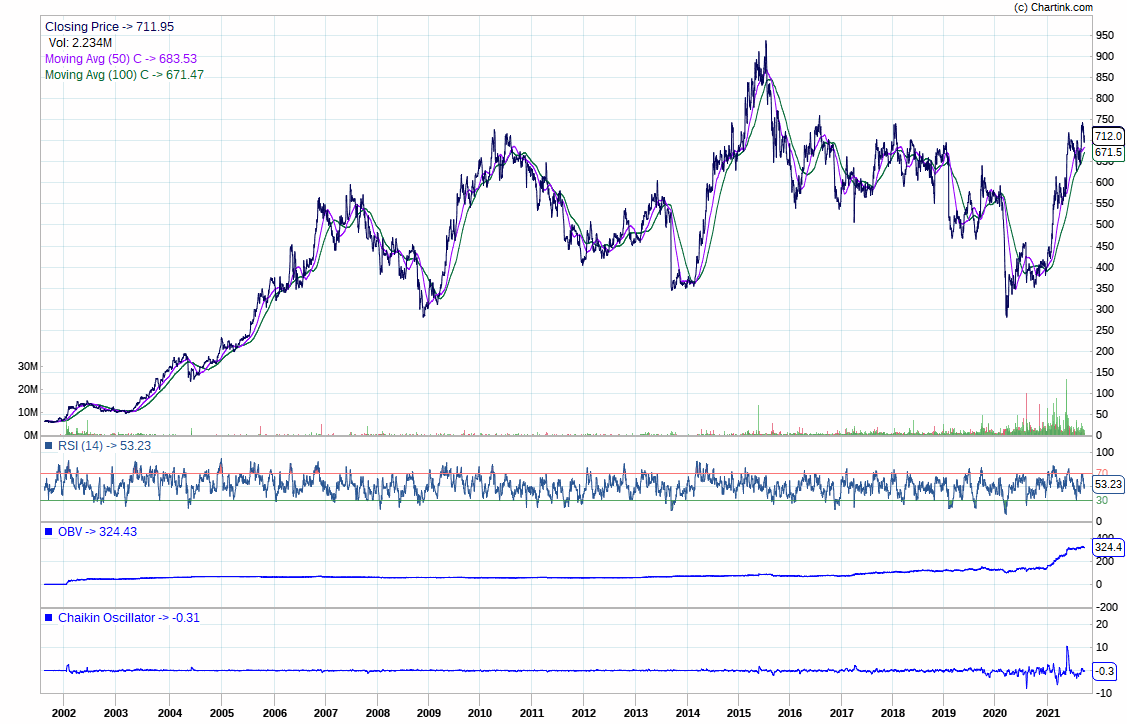 (c) Chartink.com
Closing Price -> 711.95
Vol: 2.234M
Moving Avg (50) C -> 683.53
Moving Avg (100) C -> 671.47
950
900
850
800
750
712.0
671.5
650
600
550
500
450
400
350
300
250
200
150
100
50
0
30M
20M
10M
0M
RSI (14) -> 53.23
100
70
53.23
30
0
OBV -> 324.43
400
324.4
200
0
-200
Chaikin Oscillator -> -0.31
20
10
-0.3
-10
2002 2003 2004 2005 2006 2007 2008 2009 2010 2011 2012 2013 2014 2015 2016 2017 2018 2019 2020 2021